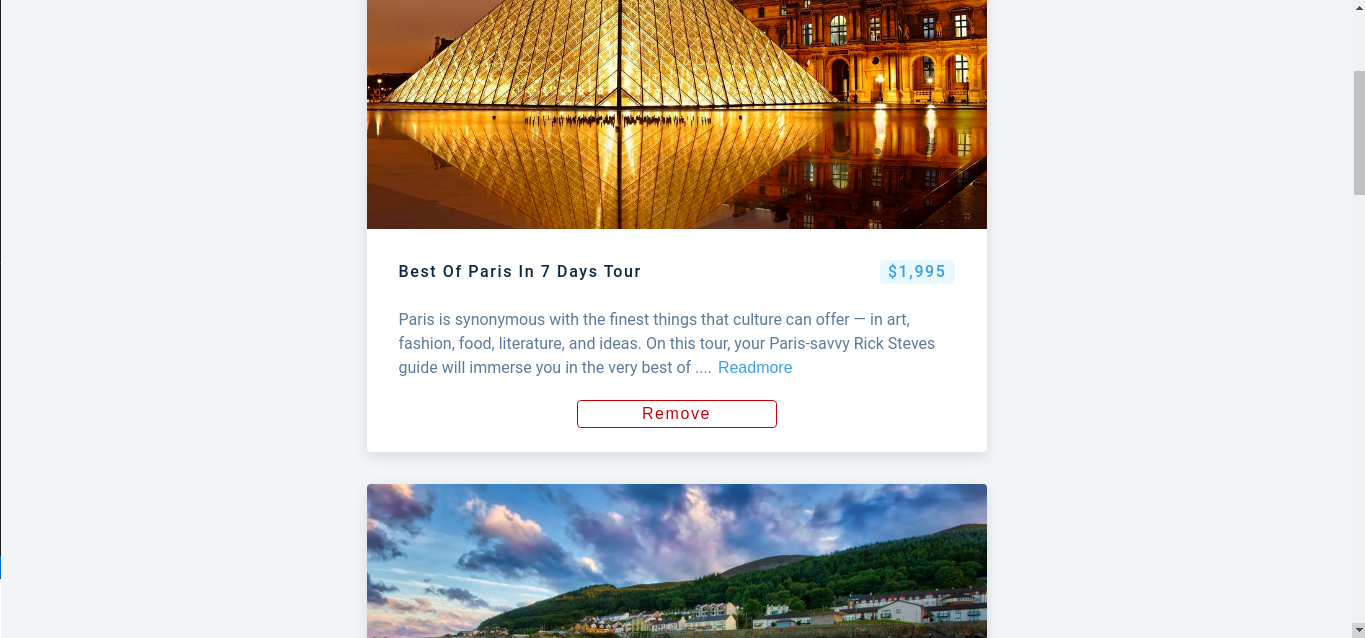 Best Of Paris In 7 Days Tour
$1,995
Paris is synonymous with the finest things that culture can offer — in art,
fashion, food, literature, and ideas. On this tour, your Paris-savvy Rick Steves
guide will immerse you in the very best of .... Readmore
Remove